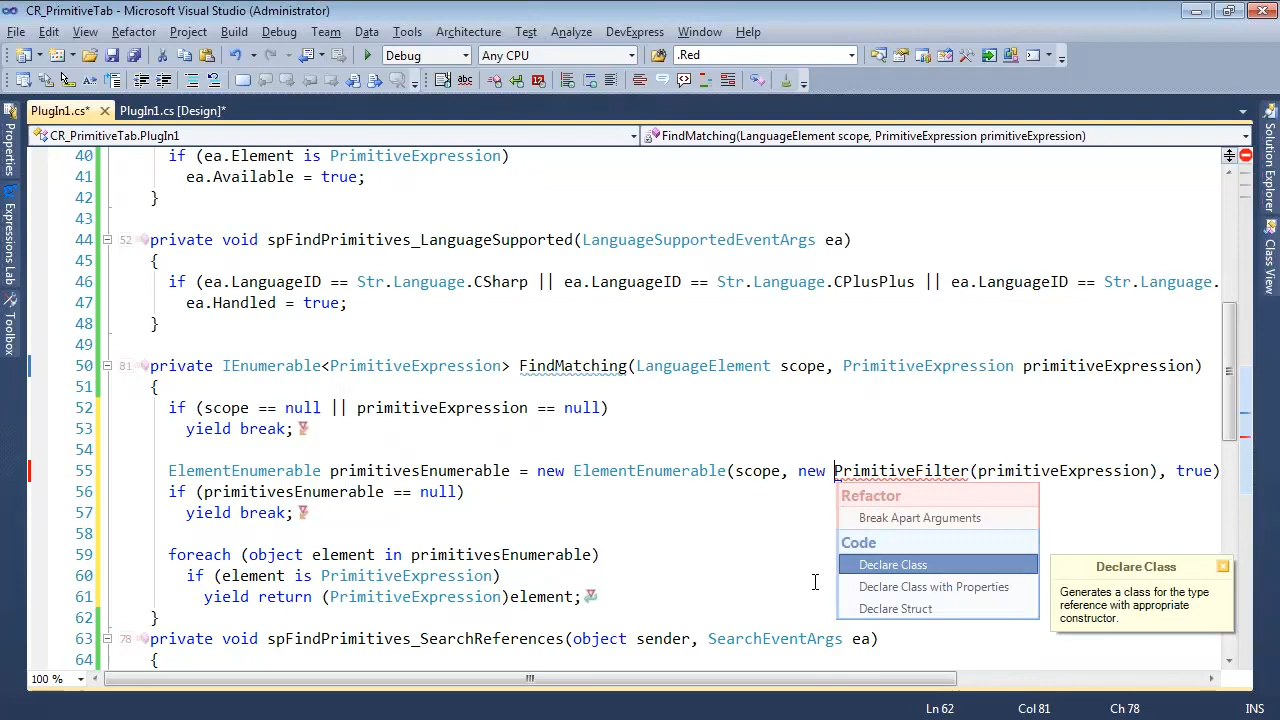 CR_PrimitiveTab - Microsoft Visual Studio (Administrator)
File Edit View Refactor Project Build Debug Team Data Tools Architecture Test Analyze DevExpress Window Help
Debug Any CPU .Red
PlugIn1.cs* PlugIn1.cs [Design]*
CR_PrimitiveTab.PlugIn1 FindMatching(LanguageElement scope, PrimitiveExpression primitiveExpression)
Properties
Expressions Lab
Toolbox
Solution Explorer
Class View
40 if (ea.Element is PrimitiveExpression)
41 ea.Available = true;
42 }
43
44 52 private void spFindPrimitives_LanguageSupported(LanguageSupportedEventArgs ea)
45 {
46 if (ea.LanguageID == Str.Language.CSharp || ea.LanguageID == Str.Language.CPlusPlus || ea.LanguageID == Str.Language.
47 ea.Handled = true;
48 }
49
50 81 private IEnumerable<PrimitiveExpression> FindMatching(LanguageElement scope, PrimitiveExpression primitiveExpression)
51 {
52 if (scope == null || primitiveExpression == null)
53 yield break;
54
55 ElementEnumerable primitivesEnumerable = new ElementEnumerable(scope, new PrimitiveFilter(primitiveExpression), true)
56 if (primitivesEnumerable == null)
57 yield break;
58
59 foreach (object element in primitivesEnumerable)
60 if (element is PrimitiveExpression)
61 yield return (PrimitiveExpression)element;
62 }
63 78 private void spFindPrimitives_SearchReferences(object sender, SearchEventArgs ea)
64 {
Refactor
Break Apart Arguments
Code
Declare Class
Declare Class with Properties
Declare Struct
Declare Class
Generates a class for the type
reference with appropriate
constructor.
100 %
Ln 62 Col 81 Ch 78 INS